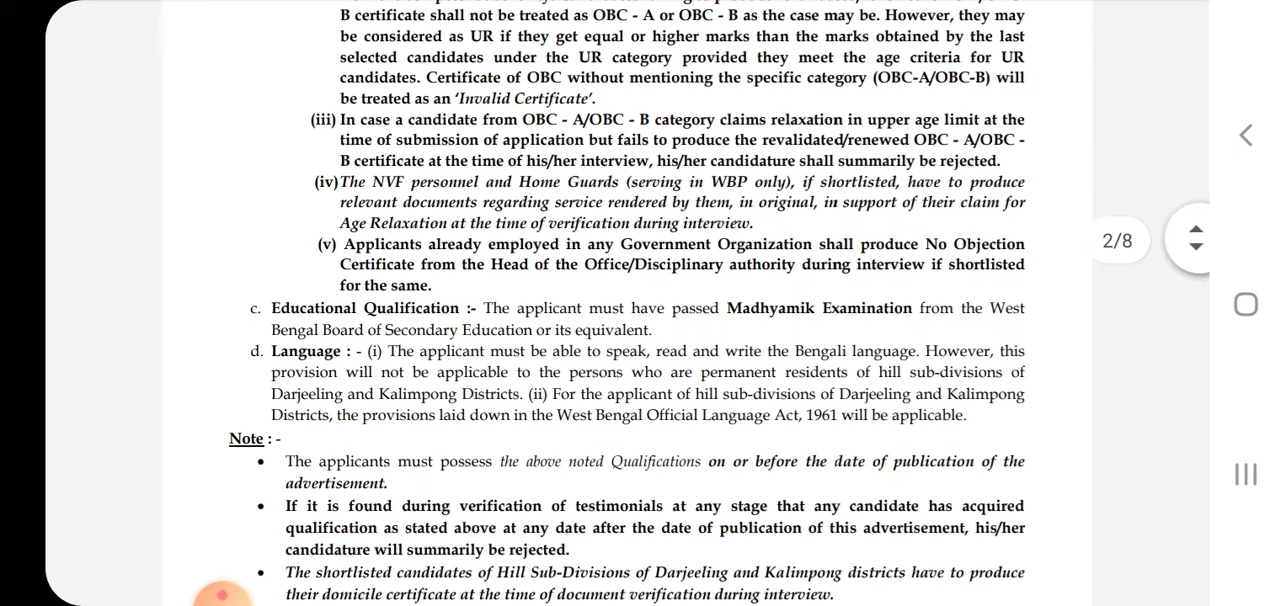 B certificate shall not be treated as OBC - A or OBC - B as the case may be. However, they may
be considered as UR if they get equal or higher marks than the marks obtained by the last
selected candidates under the UR category provided they meet the age criteria for UR
candidates. Certificate of OBC without mentioning the specific category (OBC-A/OBC-B) will
be treated as an ‘Invalid Certificate’.
(iii) In case a candidate from OBC - A/OBC - B category claims relaxation in upper age limit at the
time of submission of application but fails to produce the revalidated/renewed OBC - A/OBC -
B certificate at the time of his/her interview, his/her candidature shall summarily be rejected.
(iv) The NVF personnel and Home Guards (serving in WBP only), if shortlisted, have to produce
relevant documents regarding service rendered by them, in original, in support of their claim for
Age Relaxation at the time of verification during interview.
(v) Applicants already employed in any Government Organization shall produce No Objection
Certificate from the Head of the Office/Disciplinary authority during interview if shortlisted
for the same.
c. Educational Qualification :- The applicant must have passed Madhyamik Examination from the West
Bengal Board of Secondary Education or its equivalent.
d. Language : - (i) The applicant must be able to speak, read and write the Bengali language. However, this
provision will not be applicable to the persons who are permanent residents of hill sub-divisions of
Darjeeling and Kalimpong Districts. (ii) For the applicant of hill sub-divisions of Darjeeling and Kalimpong
Districts, the provisions laid down in the West Bengal Official Language Act, 1961 will be applicable.
Note : -
• The applicants must possess the above noted Qualifications on or before the date of publication of the
advertisement.
• If it is found during verification of testimonials at any stage that any candidate has acquired
qualification as stated above at any date after the date of publication of this advertisement, his/her
candidature will summarily be rejected.
• The shortlisted candidates of Hill Sub-Divisions of Darjeeling and Kalimpong districts have to produce
their domicile certificate at the time of document verification during interview.
2/8